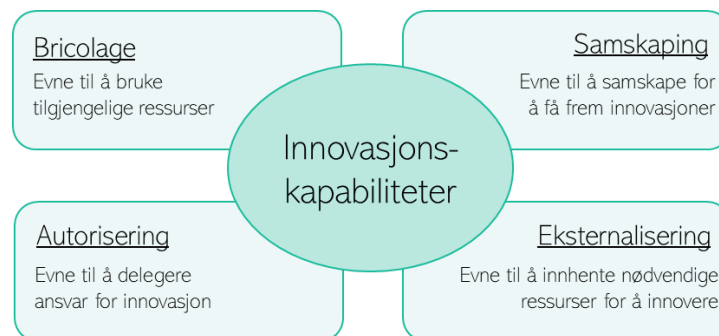 Bricolage
Evne til å bruke
tilgjengelige ressurser
Samskaping
Evne til å samskape for
å få frem innovasjoner
Innovasjons-
kapabiliteter
Autorisering
Evne til å delegere
ansvar for innovasjon
Eksternalisering
Evne til å innhente nødvendige
ressurser for å innovere